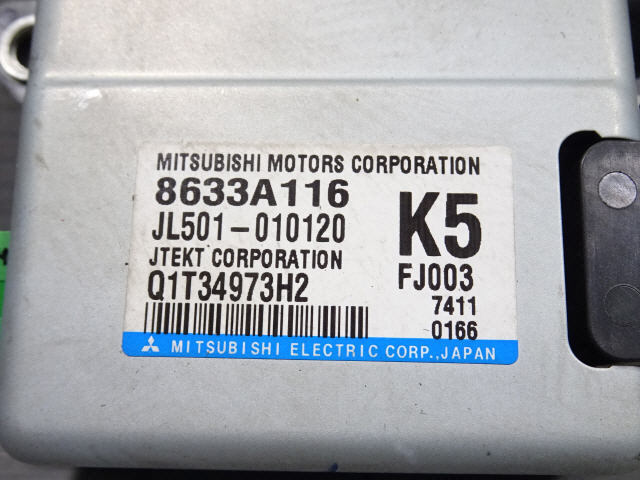 MITSUBISHI MOTORS CORPORATION
8633A116
JL501-010120
K5
JTEKT CORPORATION
Q1T34973H2
FJ003
7411
0166
MITSUBISHI ELECTRIC CORP., JAPAN